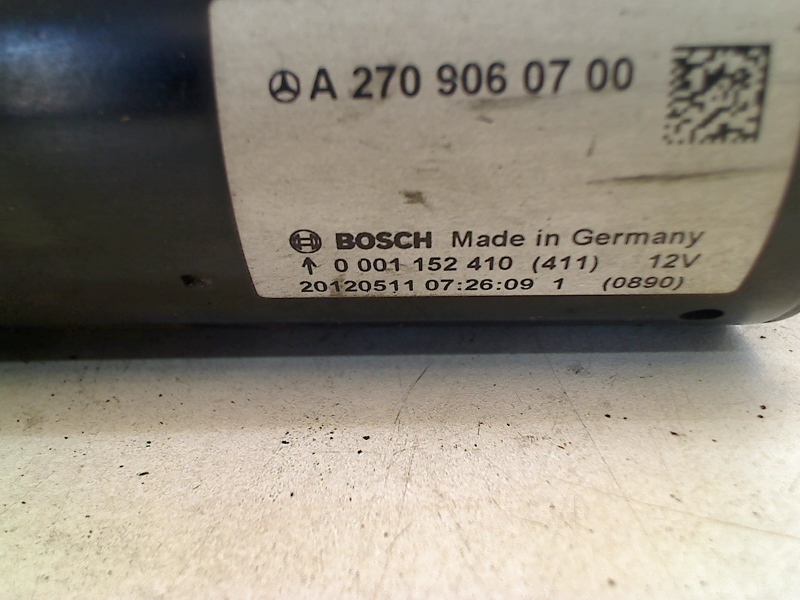 A 270 906 07 00
BOSCH Made in Germany
↑ 0 001 152 410 (411) 12V
20120511 07:26:09 1 (0890)